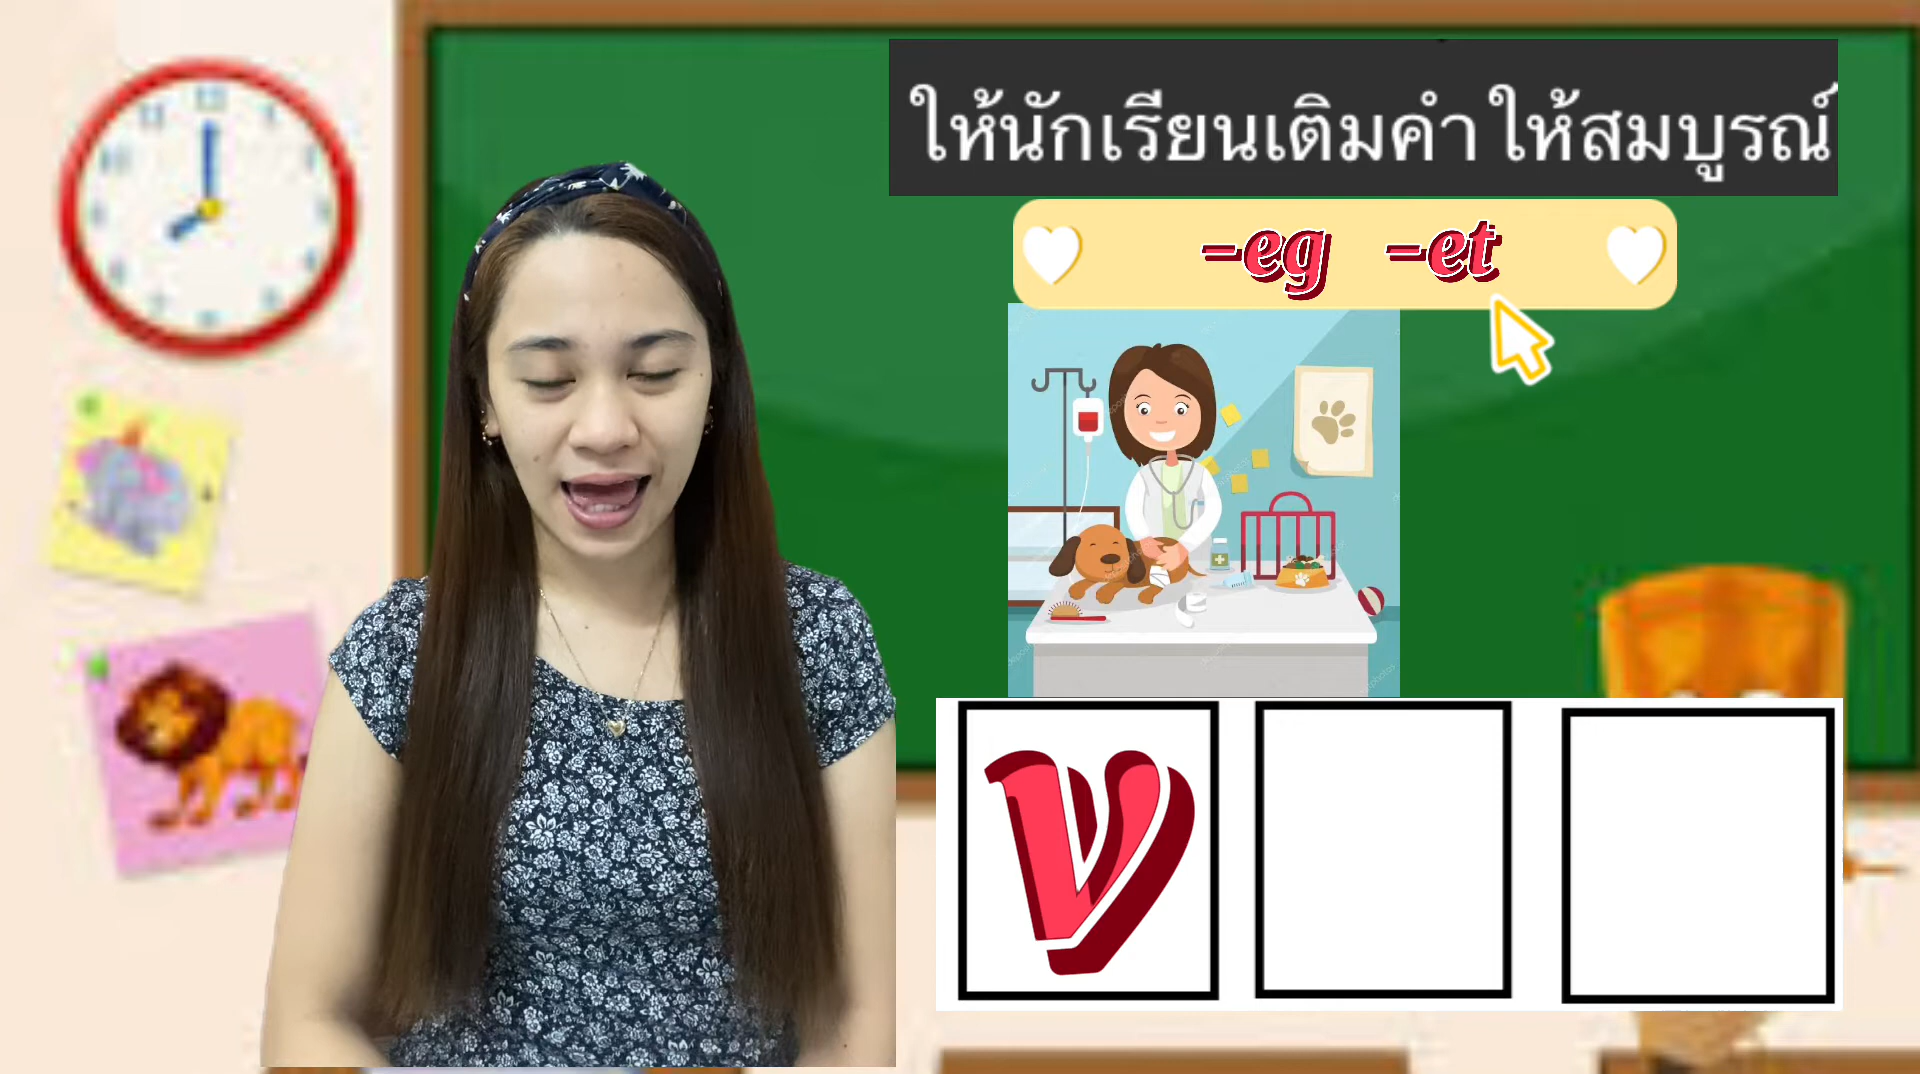 ให้นักเรียนเติมคำ ให้สมบูรณ์
-eg -et
v